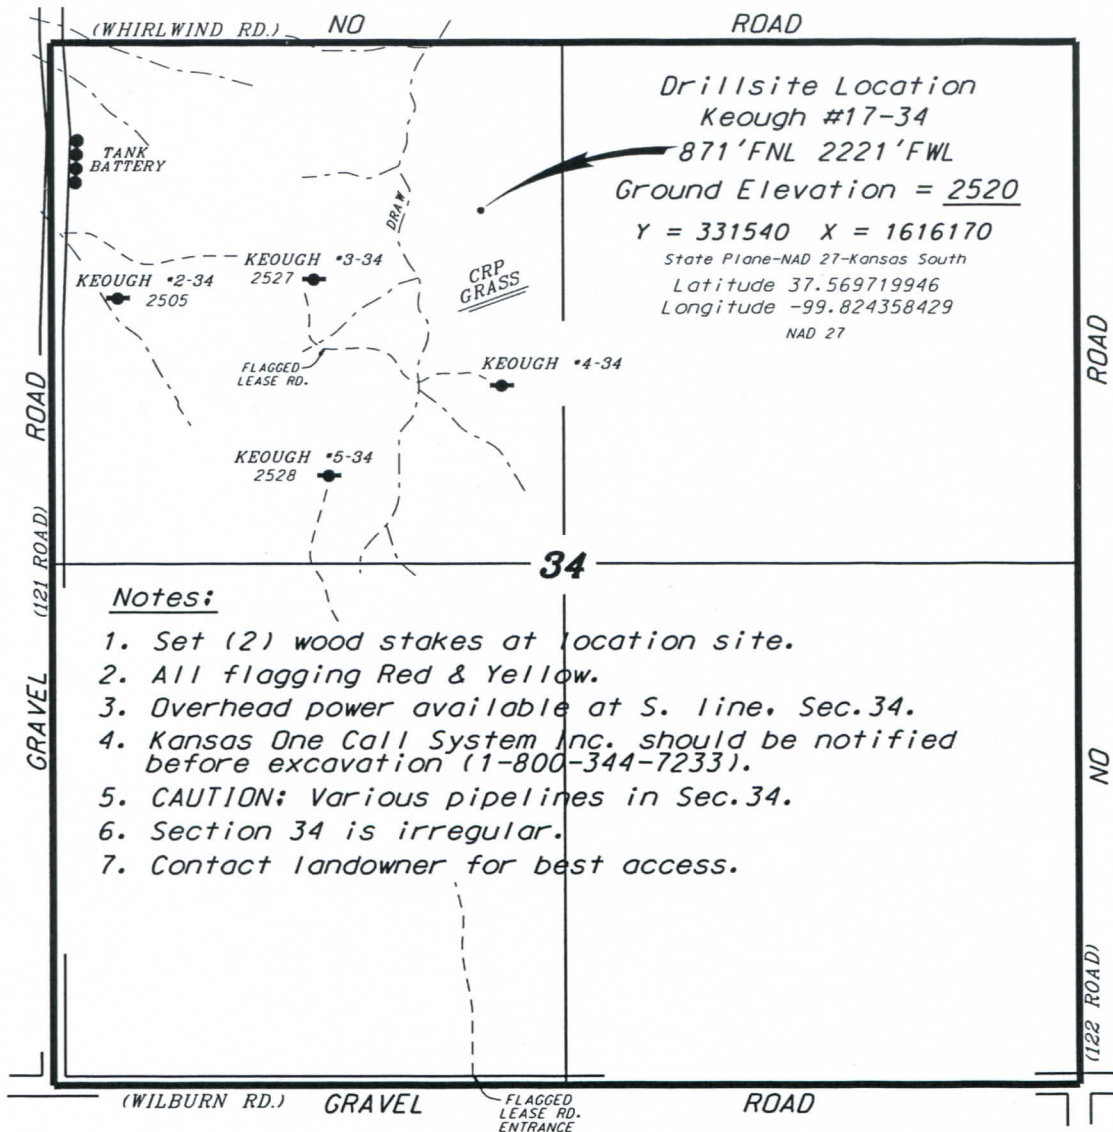 (WHIRLWIND RD.) NO ROAD
Drillsite Location
Keough #17-34
871'FNL 2221'FWL
Ground Elevation = 2520
Y = 331540 X = 1616170
State Plane-NAD 27-Kansas South
Latitude 37.569719946
Longitude -99.824358429
NAD 27
TANK
BATTERY
DRAW
CRP
GRASS
KEOUGH #3-34
2527
KEOUGH #2-34
2505
FLAGGED
LEASE RD.
KEOUGH #4-34
KEOUGH #5-34
2528
34
GRAVEL (121 ROAD) ROAD
NO (122 ROAD) ROAD
Notes:
1. Set (2) wood stakes at location site.
2. All flagging Red & Yellow.
3. Overhead power available at S. line, Sec.34.
4. Kansas One Call System Inc. should be notified
before excavation (1-800-344-7233).
5. CAUTION: Various pipelines in Sec.34.
6. Section 34 is irregular.
7. Contact landowner for best access.
(WILBURN RD.) GRAVEL ROAD
FLAGGED
LEASE RD.
ENTRANCE